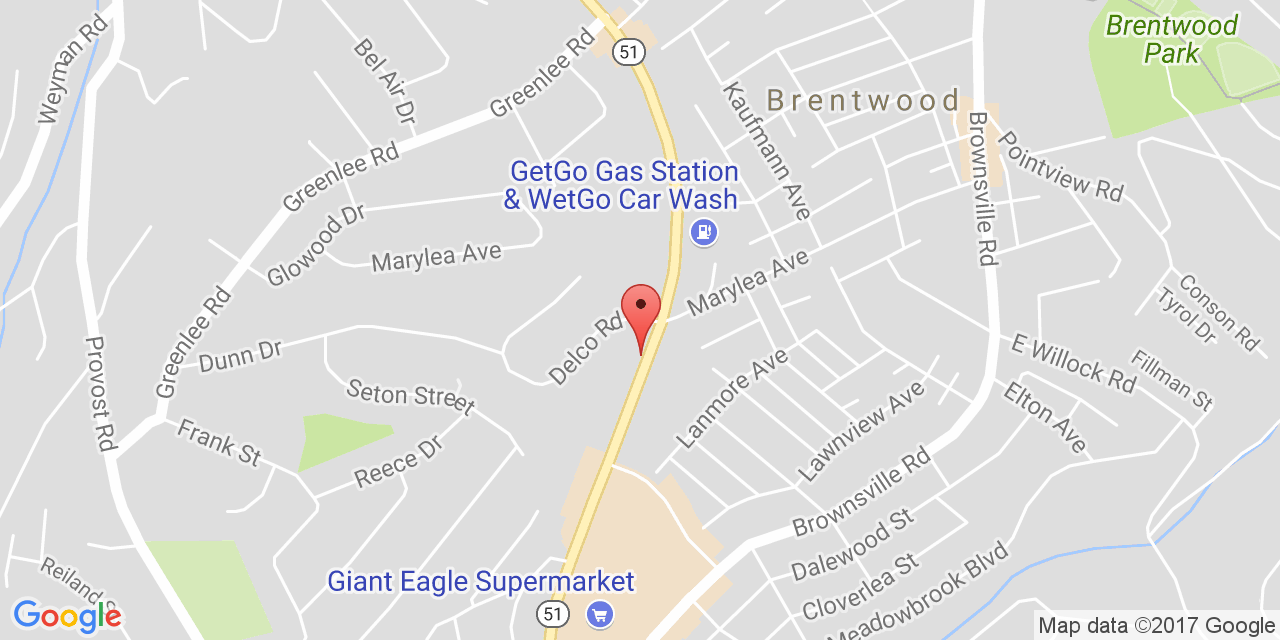 Weyman Rd
Bel Air Dr
Greenlee Rd
51
Brentwood
Park
Kaufmann Ave
Brentwood
Brownsville Rd
Pointview Rd
GetGo Gas Station
& WetGo Car Wash
Greenlee Rd
Glowood Dr
Marylea Ave
Marylea Ave
Conson Rd
Tyrol Dr
Greenlee Rd
Delco Rd
Dunn Dr
Provost Rd
E Willock Rd
Fillman St
Seton Street
Lanmore Ave
Lawnview Ave
Elton Ave
Frank St
Reece Dr
Brownsville Rd
Dalewood St
Cloverlea St
Meadowbrook Blvd
Reiland S
Giant Eagle Supermarket
51
Google
Map data ©2017 Google